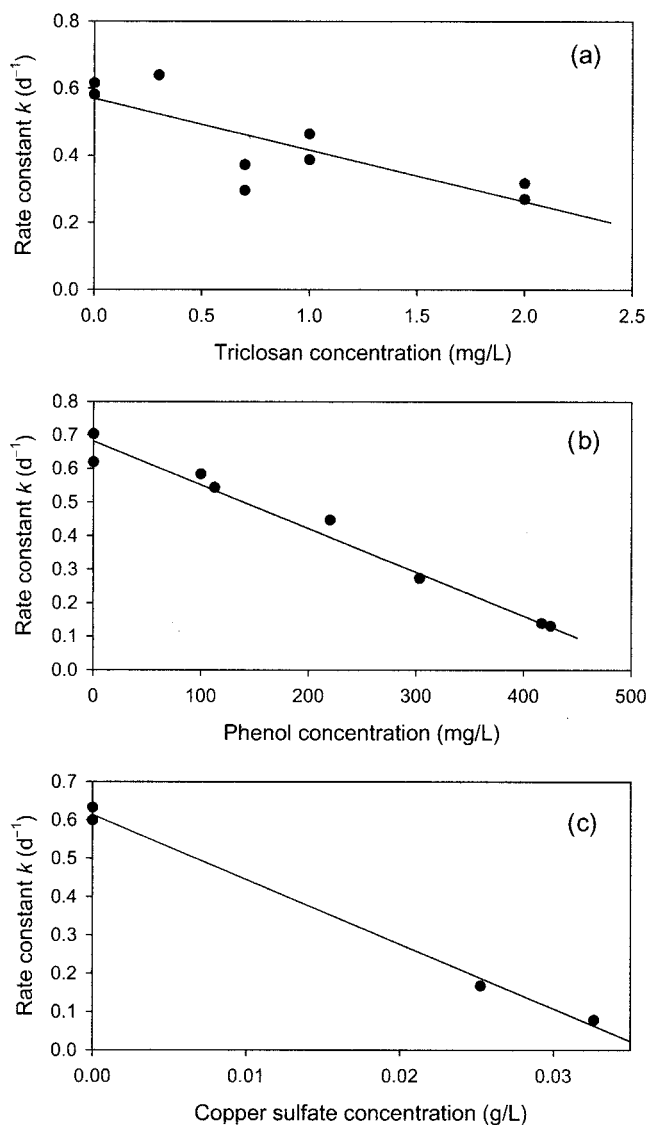 0.8
(a)
0.6
0.4
0.2
0.0
Rate constant k (d⁻¹)
0.0 0.5 1.0 1.5 2.0 2.5
Triclosan concentration (mg/L)
0.8
(b)
0.7
0.6
0.5
0.4
0.3
0.2
0.1
0.0
Rate constant k (d⁻¹)
0 100 200 300 400 500
Phenol concentration (mg/L)
0.7
(c)
0.6
0.5
0.4
0.3
0.2
0.1
0.0
Rate constant k (d⁻¹)
0.00 0.01 0.02 0.03
Copper sulfate concentration (g/L)